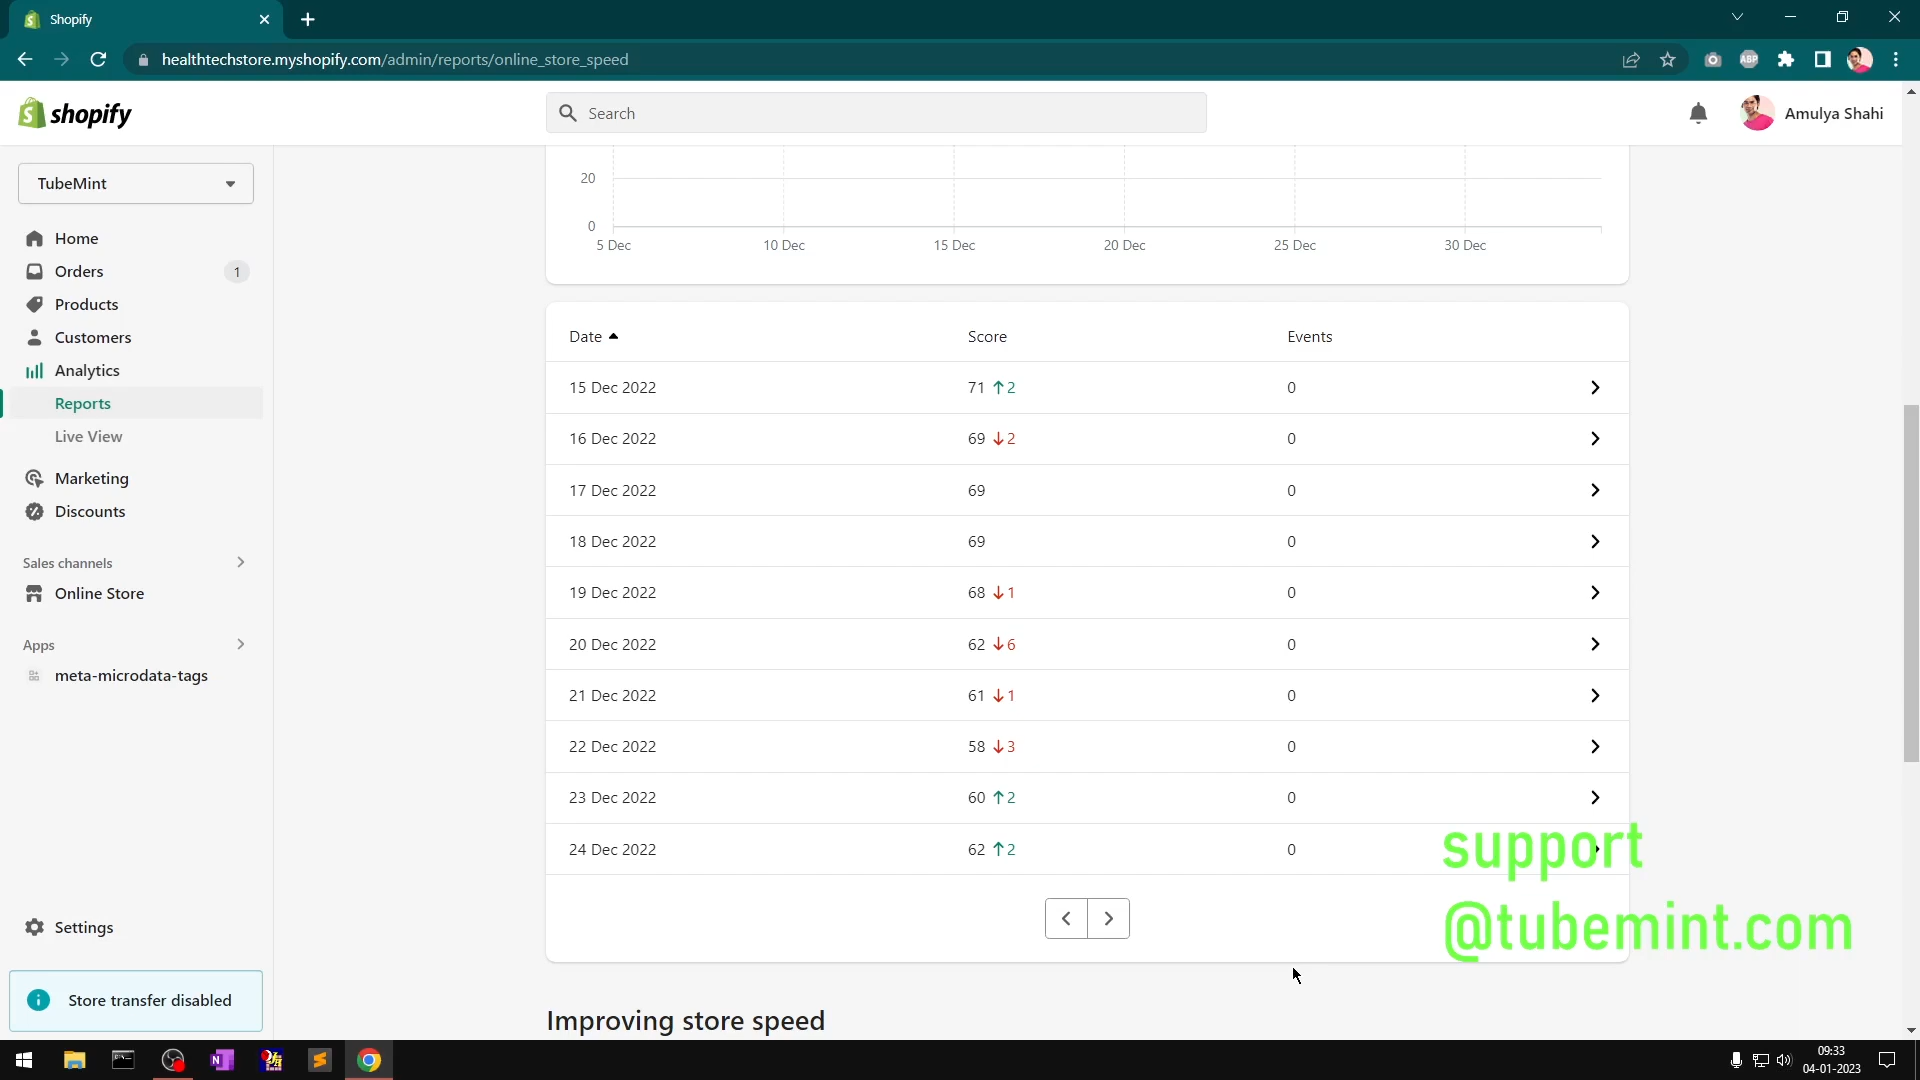 Shopify
healthtechstore.myshopify.com/admin/reports/online_store_speed
ABP
shopify
Search
Amulya Shahi
TubeMint
Home
Orders 1
Products
Customers
Analytics
Reports
Live View
Marketing
Discounts
Sales channels
Online Store
Apps
meta-microdata-tags
Settings
Store transfer disabled
20
0
5 Dec 10 Dec 15 Dec 20 Dec 25 Dec 30 Dec
Date Score Events
15 Dec 2022 71 ↑2 0
16 Dec 2022 69 ↓2 0
17 Dec 2022 69 0
18 Dec 2022 69 0
19 Dec 2022 68 ↓1 0
20 Dec 2022 62 ↓6 0
21 Dec 2022 61 ↓1 0
22 Dec 2022 58 ↓3 0
23 Dec 2022 60 ↑2 0
24 Dec 2022 62 ↑2 0
support
@tubemint.com
Improving store speed
09:33
04-01-2023